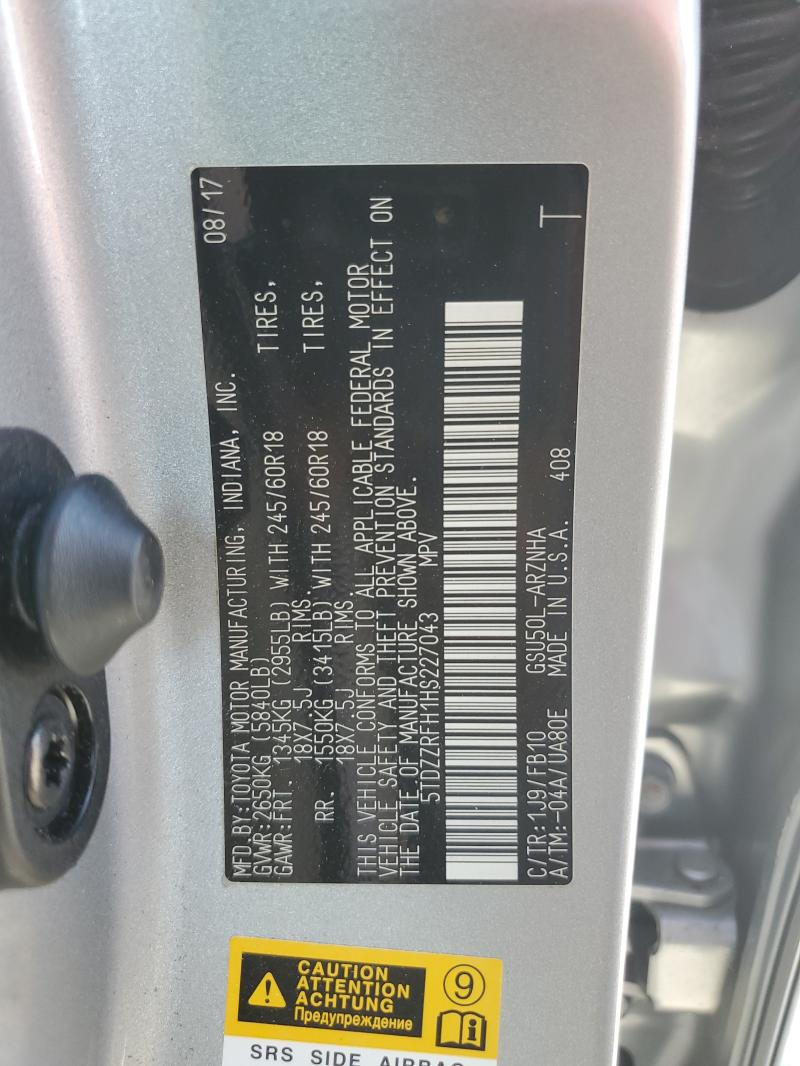 MFD.BY:TOYOTA MOTOR MANUFACTURING, INDIANA, INC. 08/17
GVWR:2650KG (5840LB)
GAWR:FRT. 1345KG (2955LB) WITH 245/60R18 TIRES,
18X7.5J RIMS.
RR. 1550KG (3415LB) WITH 245/60R18 TIRES,
18X7.5J RIMS
THIS VEHICLE CONFORMS TO ALL APPLICABLE FEDERAL MOTOR
VEHICLE SAFETY AND THEFT PREVENTION STANDARDS IN EFFECT ON
THE DATE OF MANUFACTURE SHOWN ABOVE.
5TDZZRFH1HS227043 MPV
C/TR:1J9/FB10 GSU50L-ARZNHA T
A/TM:-04A/UA80E MADE IN U.S.A. 408
CAUTION
ATTENTION
ACHTUNG
Предупреждение
9
i
SRS SIDE AIRBAG